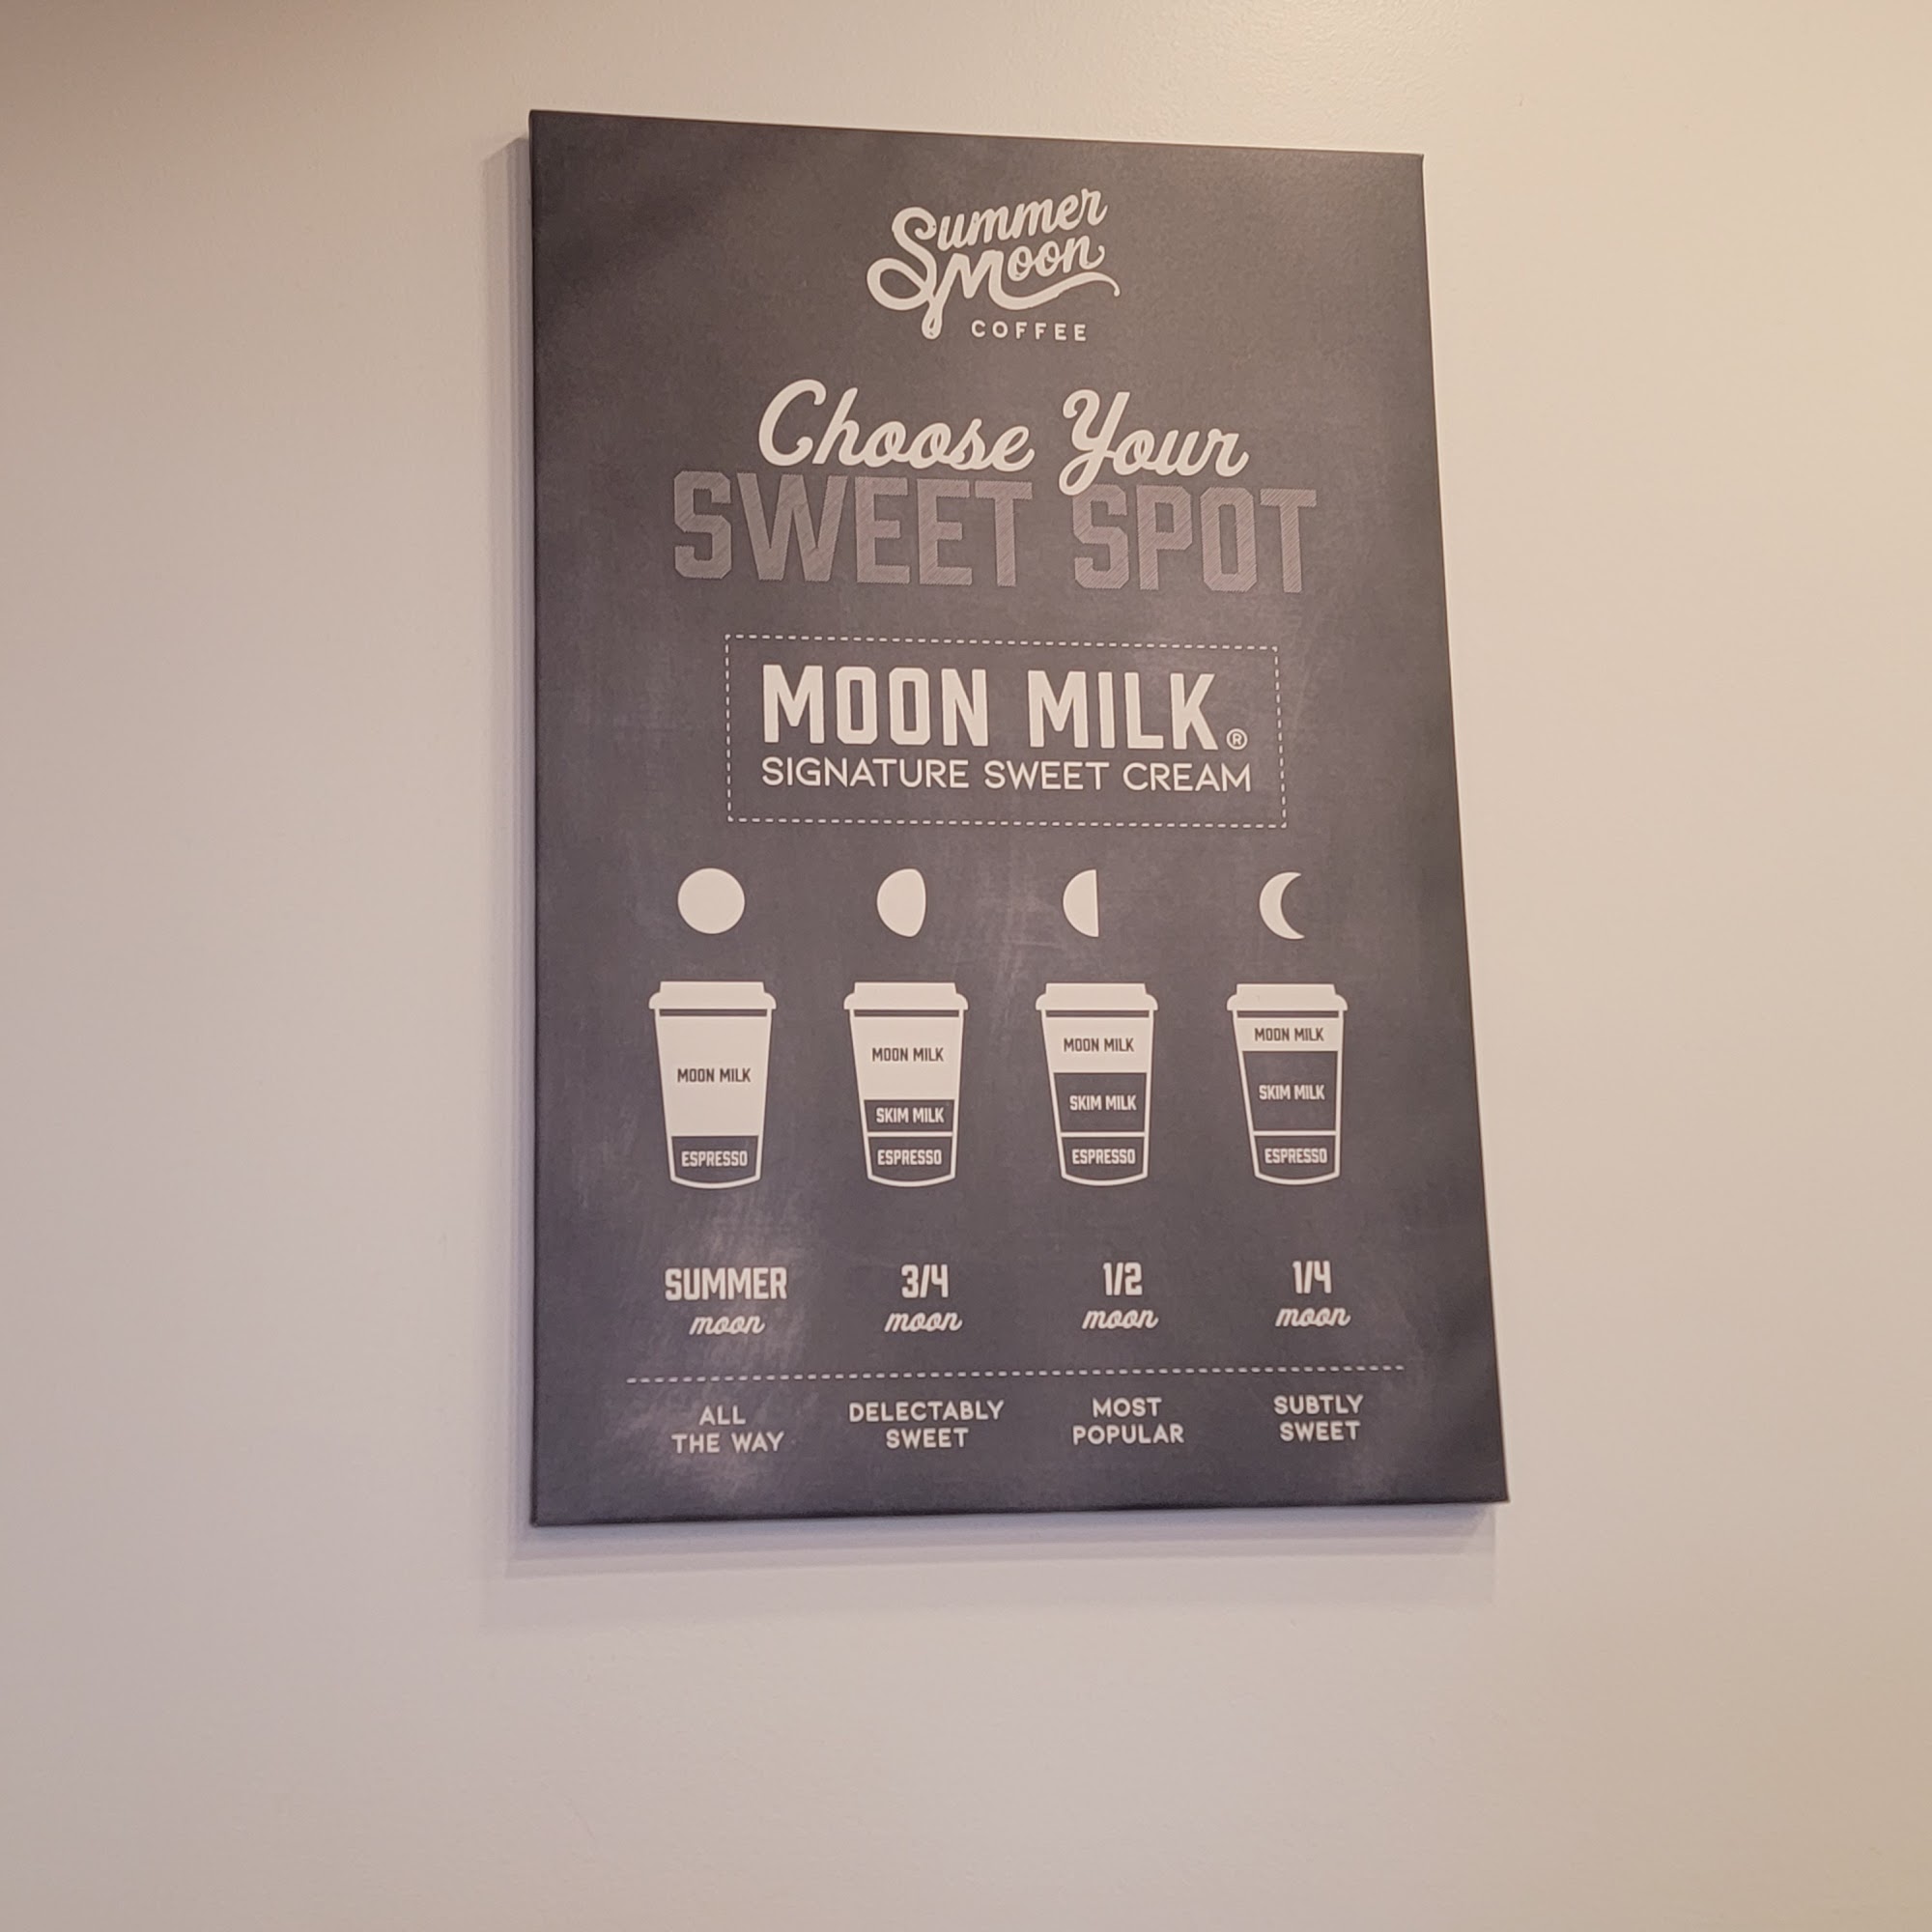 Summer
Moon
COFFEE
Choose Your
SWEET SPOT
MOON MILK®
SIGNATURE SWEET CREAM
MOON MILK
ESPRESSO
MOON MILK
SKIM MILK
ESPRESSO
MOON MILK
SKIM MILK
ESPRESSO
MOON MILK
SKIM MILK
ESPRESSO
SUMMER
moon
3/4
moon
1/2
moon
1/4
moon
ALL
THE WAY
DELECTABLY
SWEET
MOST
POPULAR
SUBTLY
SWEET